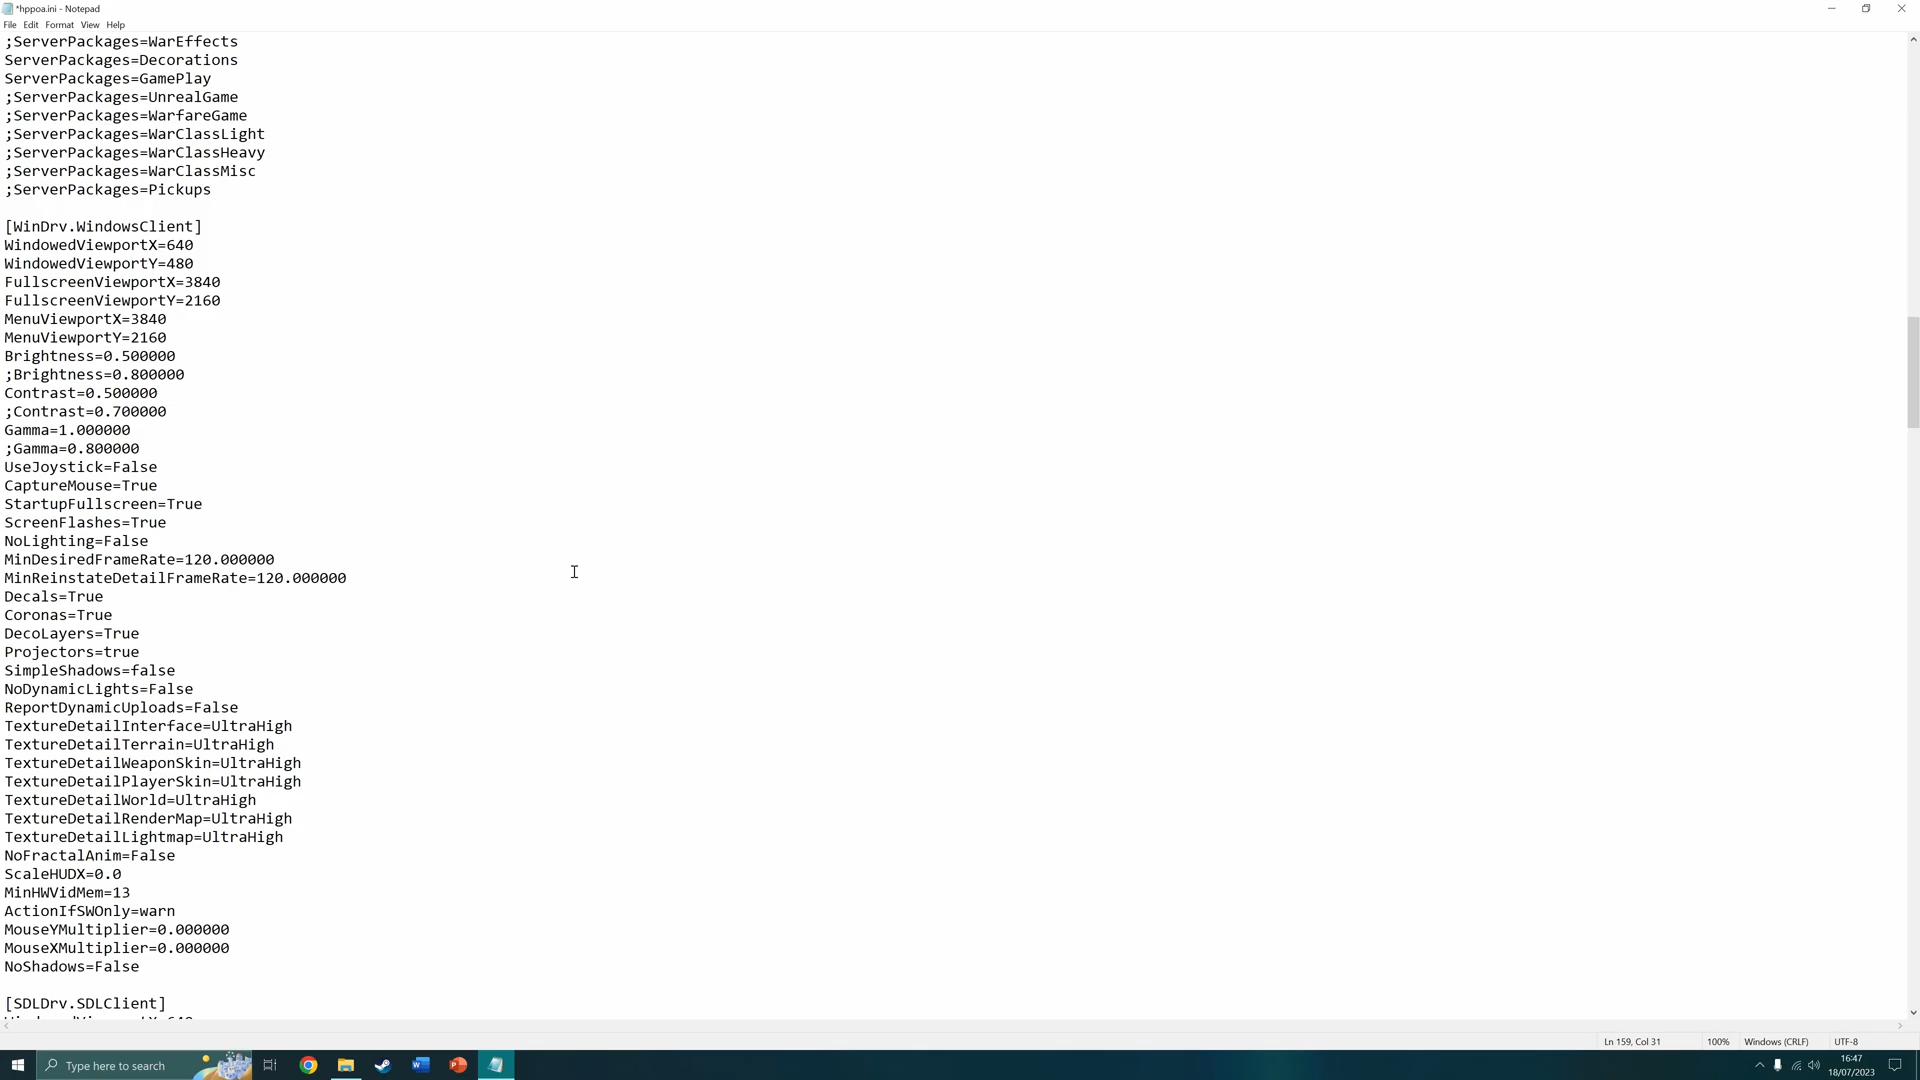 *hppoa.ini - Notepad
File Edit Format View Help
;ServerPackages=WarEffects
ServerPackages=Decorations
ServerPackages=GamePlay
;ServerPackages=UnrealGame
;ServerPackages=WarfareGame
;ServerPackages=WarClassLight
;ServerPackages=WarClassHeavy
;ServerPackages=WarClassMisc
;ServerPackages=Pickups
[WinDrv.WindowsClient]
WindowedViewportX=640
WindowedViewportY=480
FullscreenViewportX=3840
FullscreenViewportY=2160
MenuViewportX=3840
MenuViewportY=2160
Brightness=0.500000
;Brightness=0.800000
Contrast=0.500000
;Contrast=0.700000
Gamma=1.000000
;Gamma=0.800000
UseJoystick=False
CaptureMouse=True
StartupFullscreen=True
ScreenFlashes=True
NoLighting=False
MinDesiredFrameRate=120.000000
MinReinstateDetailFrameRate=120.000000
Decals=True
Coronas=True
DecoLayers=True
Projectors=true
SimpleShadows=false
NoDynamicLights=False
ReportDynamicUploads=False
TextureDetailInterface=UltraHigh
TextureDetailTerrain=UltraHigh
TextureDetailWeaponSkin=UltraHigh
TextureDetailPlayerSkin=UltraHigh
TextureDetailWorld=UltraHigh
TextureDetailRenderMap=UltraHigh
TextureDetailLightmap=UltraHigh
NoFractalAnim=False
ScaleHUDX=0.0
MinHWVidMem=13
ActionIfSWOnly=warn
MouseYMultiplier=0.000000
MouseXMultiplier=0.000000
NoShadows=False
[SDLDrv.SDLClient]
Ln 159, Col 31 100% Windows (CRLF) UTF-8
Type here to search
16:47
18/07/2023